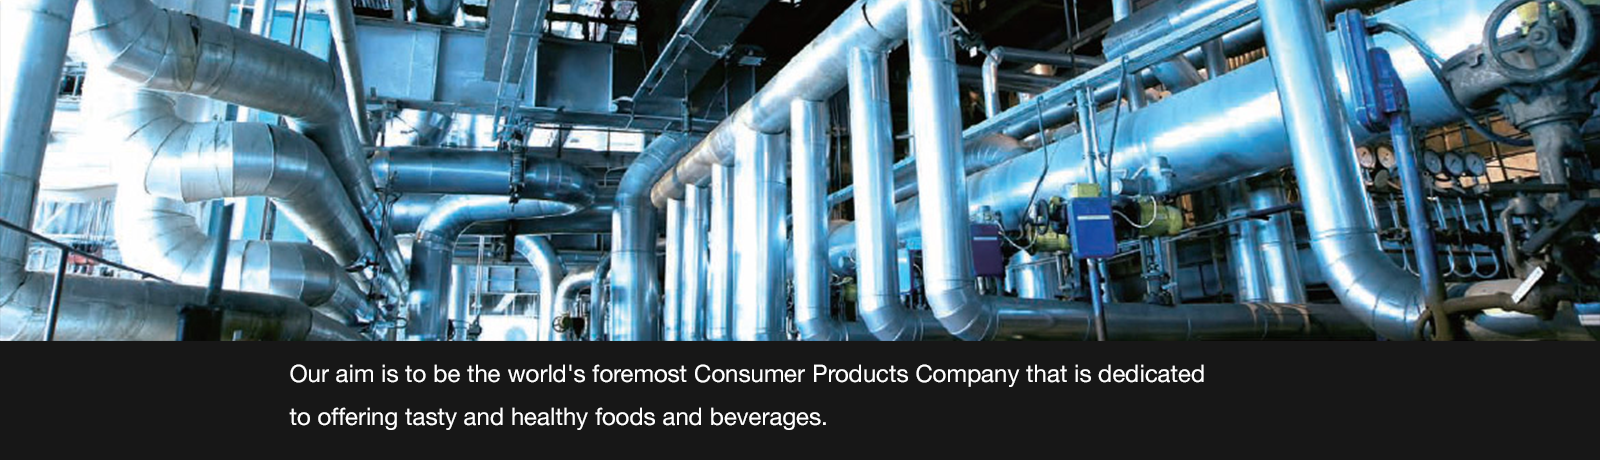 Our aim is to be the world's foremost Consumer Products Company that is dedicated
to offering tasty and healthy foods and beverages.